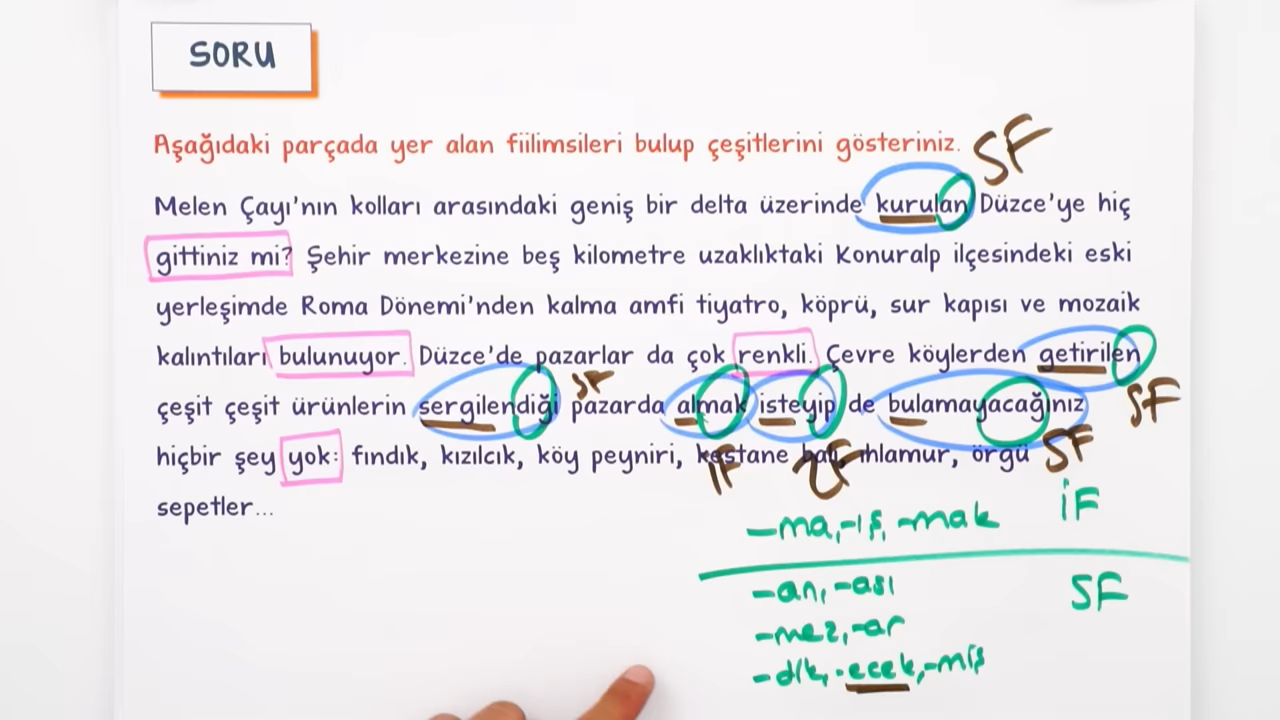 SORU
Aşağıdaki parçada yer alan fiilimsileri bulup çeşitlerini gösteriniz.
SF
Melen Çayı'nın kolları arasındaki geniş bir delta üzerinde kurulan Düzce'ye hiç
gittiniz mi? Şehir merkezine beş kilometre uzaklıktaki Konuralp ilçesindeki eski
yerleşimde Roma Dönemi'nden kalma amfi tiyatro, köprü, sur kapısı ve mozaik
kalıntıları bulunuyor. Düzce'de pazarlar da çok renkli. Çevre köylerden getirilen
SF
SF
çeşit çeşit ürünlerin sergilendiği pazarda almak isteyip de bulamayacağınız
hiçbir şey yok: fındık, kızılcık, köy peyniri, kestane balı, ıhlamur, örgü
İF
ZF
SF
sepetler...
-ma, -ış, -mak İF
-an, -ası SF
-mez, -ar
-dik, -ecek, -miş